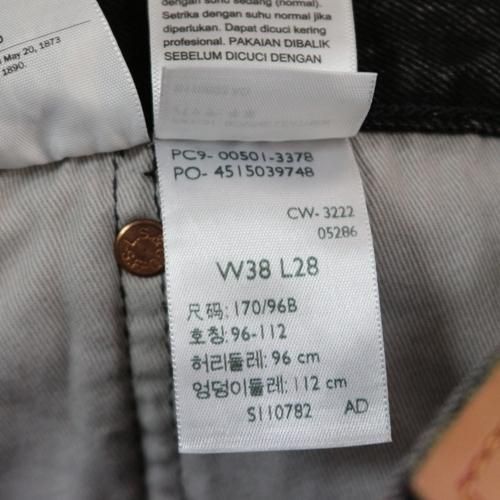 May 20, 1873
1890.
dengan suhu sedang (normal).
Setrika dengan suhu normal jika
diperlukan. Dapat dicuci kering
profesional. PAKAIAN DIBALIK
SEBELUM DICUCI DENGAN
PC9- 00501-3378
PO- 4515039748
CW- 3222
05286
W38 L28
尺码: 170/96B
호칭: 96-112
허리둘레: 96 cm
엉덩이둘레: 112 cm
S110782 AD